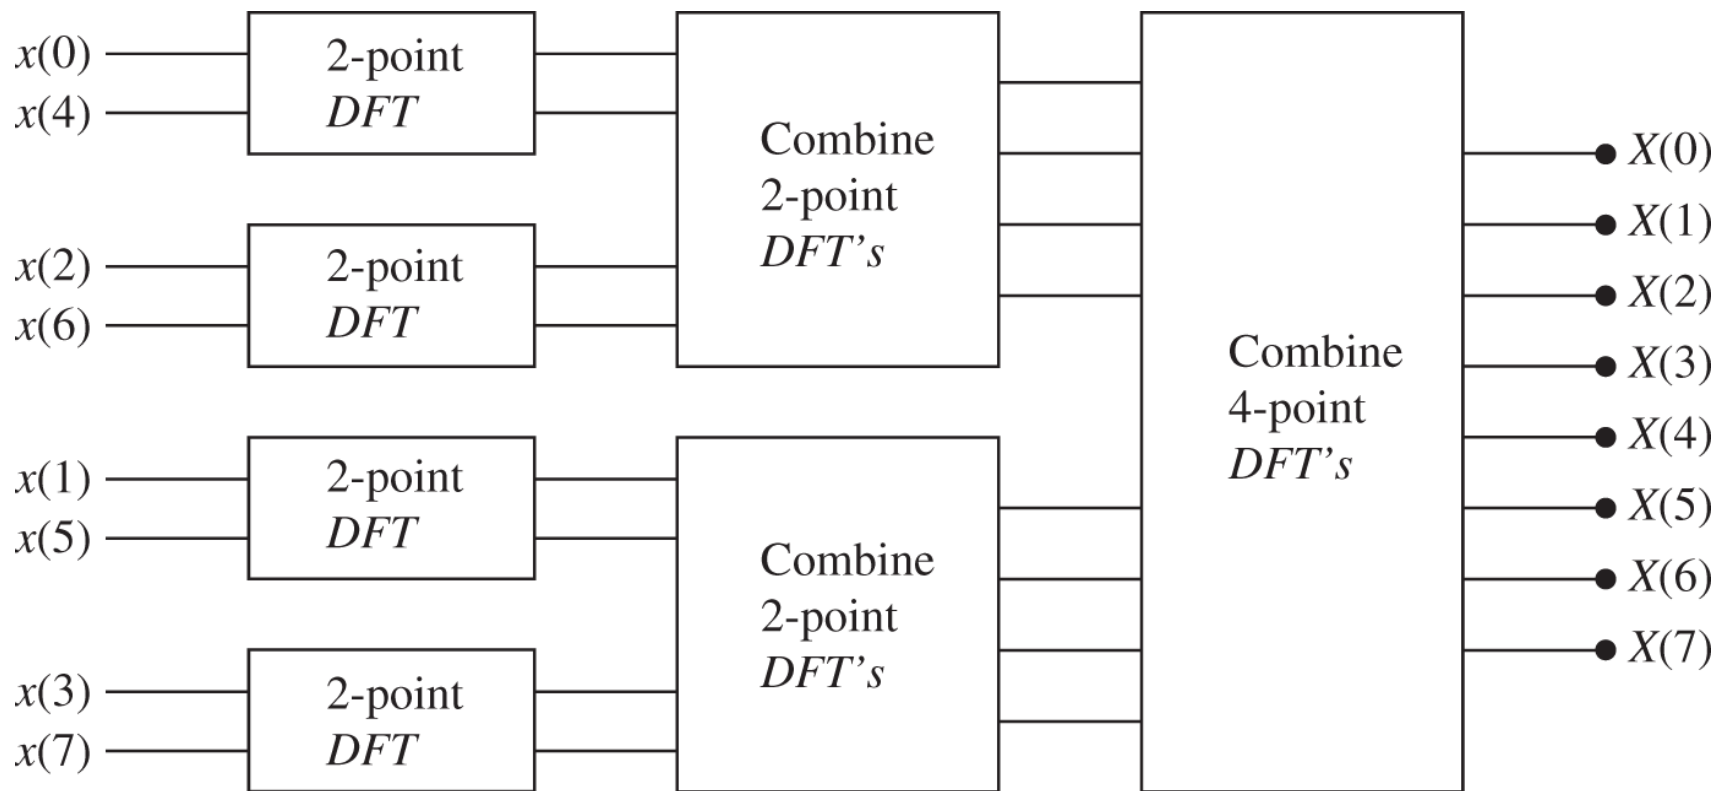 x(0)
x(4)
2-point
DFT
x(2)
x(6)
2-point
DFT
x(1)
x(5)
2-point
DFT
x(3)
x(7)
2-point
DFT
Combine
2-point
DFT's
Combine
2-point
DFT's
Combine
4-point
DFT's
X(0)
X(1)
X(2)
X(3)
X(4)
X(5)
X(6)
X(7)